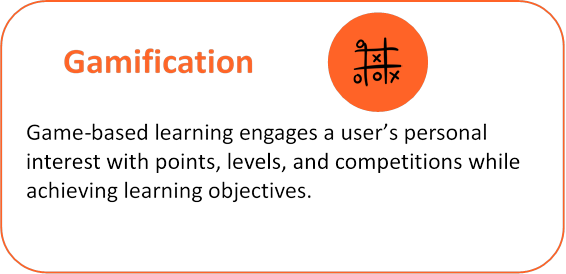 Gamification
Game-based learning engages a user’s personal
interest with points, levels, and competitions while
achieving learning objectives.